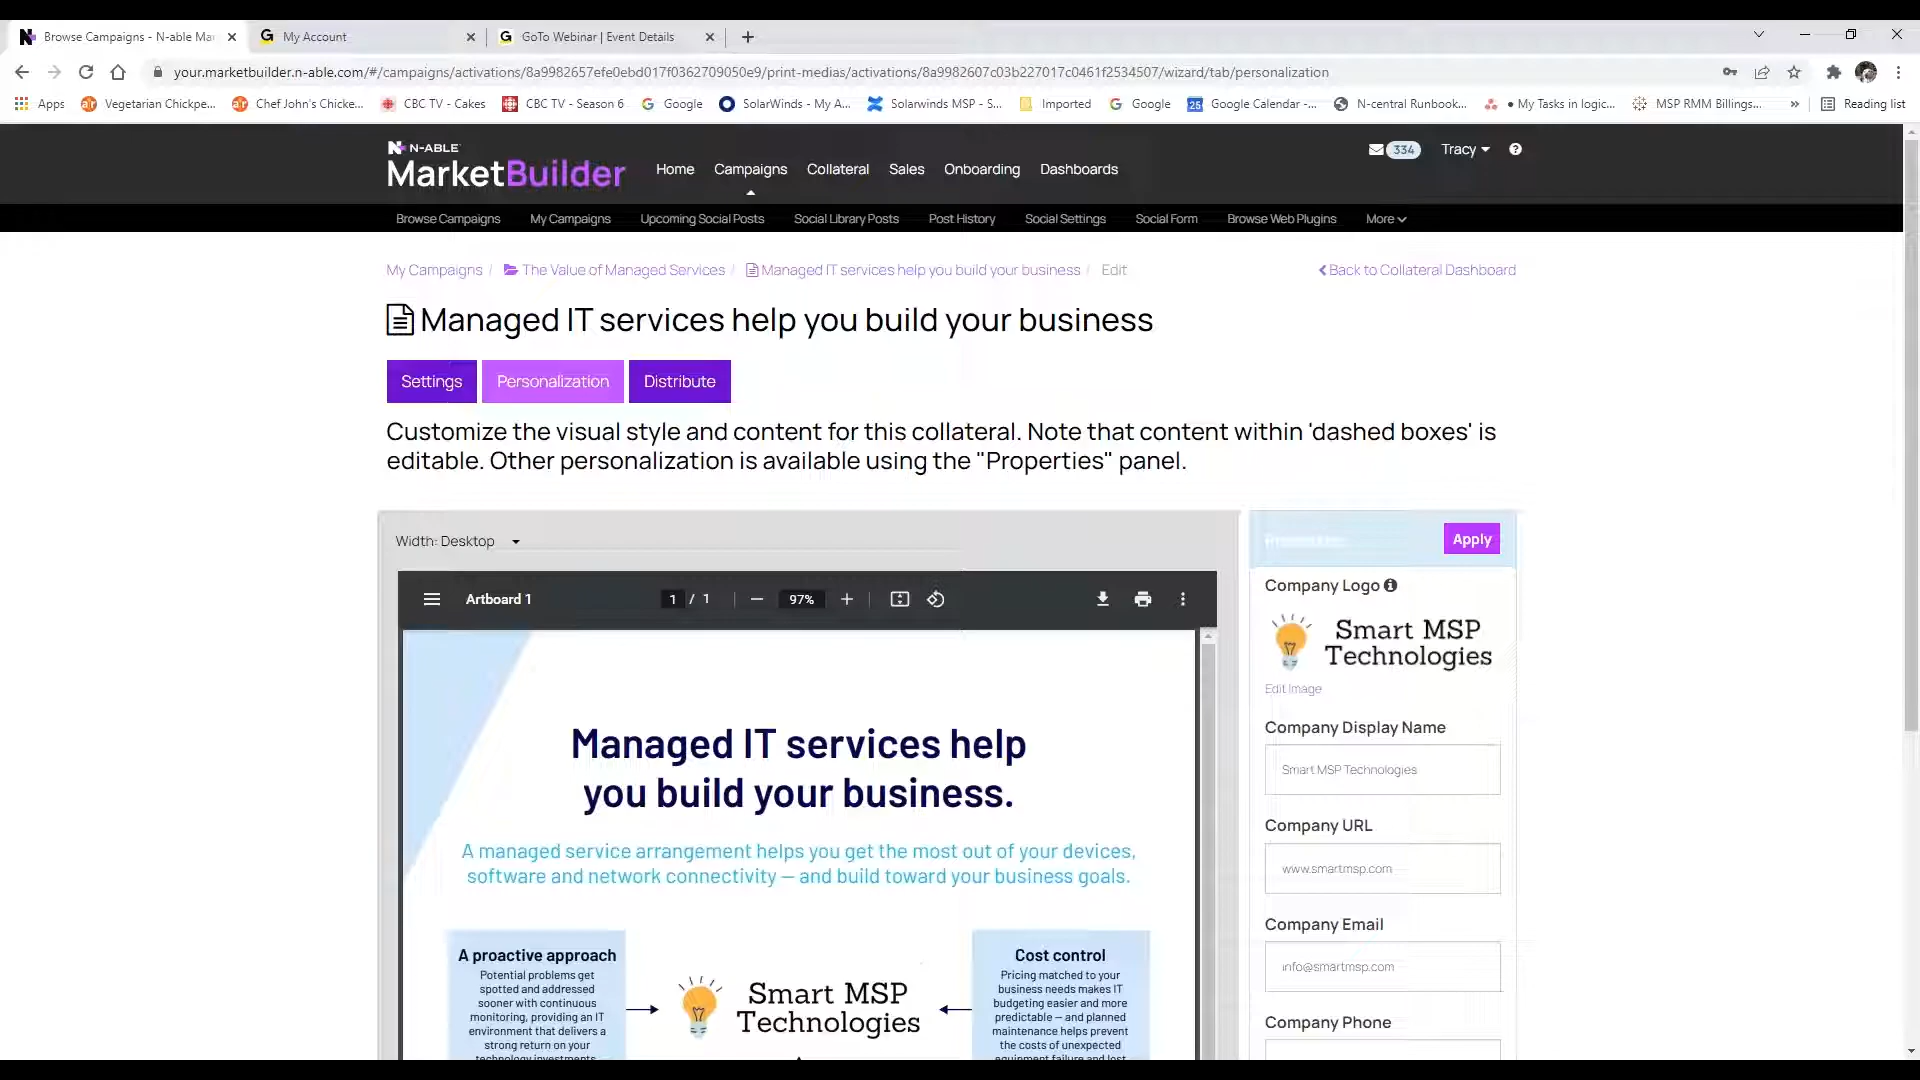 Browse Campaigns - N-able Mar
My Account
GoTo Webinar | Event Details
your.marketbuilder.n-able.com/#/campaigns/activations/8a9982657efe0ebd017f0362709050e9/print-medias/activations/8a9982607c03b227017c0461f2534507/wizard/tab/personalization
Apps
Vegetarian Chickpe...
Chef John's Chicke...
CBC TV - Cakes
CBC TV - Season 6
Google
SolarWinds - My A...
Solarwinds MSP - S...
Imported
Google
Google Calendar -...
N-central Runbook...
• My Tasks in logic...
MSP RMM Billings...
»
Reading list
N-ABLE
MarketBuilder
Home
Campaigns
Collateral
Sales
Onboarding
Dashboards
334
Tracy
Browse Campaigns
My Campaigns
Upcoming Social Posts
Social Library Posts
Post History
Social Settings
Social Form
Browse Web Plugins
More
My Campaigns / The Value of Managed Services / Managed IT services help you build your business / Edit
Back to Collateral Dashboard
Managed IT services help you build your business
Settings
Personalization
Distribute
Customize the visual style and content for this collateral. Note that content within 'dashed boxes' is
editable. Other personalization is available using the "Properties" panel.
Width: Desktop
Artboard 1
1 / 1
97%
Managed IT services help
you build your business.
A managed service arrangement helps you get the most out of your devices,
software and network connectivity — and build toward your business goals.
A proactive approach
Potential problems get
spotted and addressed
sooner with continuous
monitoring, providing an IT
environment that delivers a
strong return on your
technology investments
Smart MSP
Technologies
Cost control
Pricing matched to your
business needs makes IT
budgeting easier and more
predictable — and planned
maintenance helps prevent
the costs of unexpected
equipment failure and lost
Apply
Company Logo
Smart MSP
Technologies
Edit Image
Company Display Name
Smart MSP Technologies
Company URL
www.smartmsp.com
Company Email
info@smartmsp.com
Company Phone